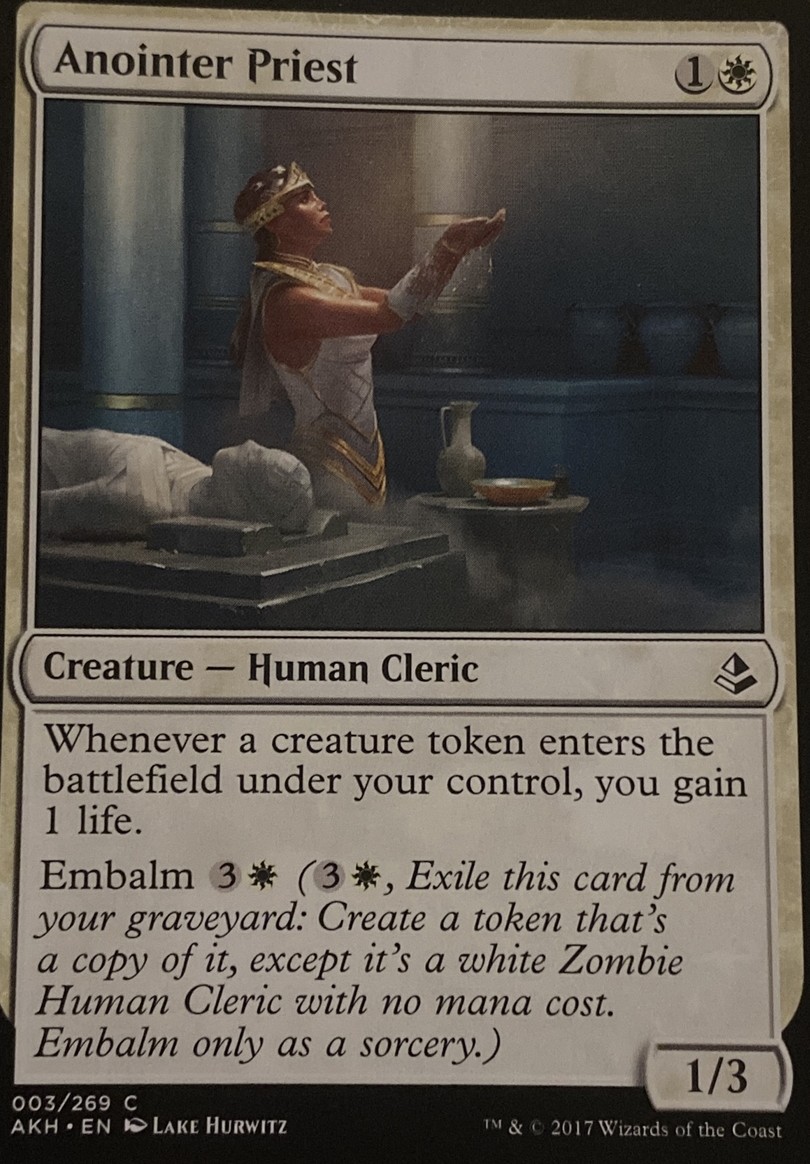 Anointer Priest 1
Creature — Human Cleric
Whenever a creature token enters the
battlefield under your control, you gain
1 life.
Embalm 3 (3, Exile this card from
your graveyard: Create a token that's
a copy of it, except it's a white Zombie
Human Cleric with no mana cost.
Embalm only as a sorcery.)
1/3
003/269 C
AKH • EN LAKE HURWITZ
™ & © 2017 Wizards of the Coast